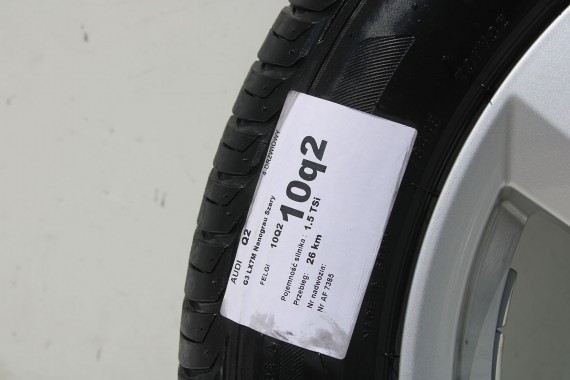 AUDI Q2
G3 LX7M Nanograu Szary
FELGI 10Q2
10q2
Pojemność silnika : 1.5 TSi
Przebieg: 26 km
Nr nadwozia:
Nr AF 7385